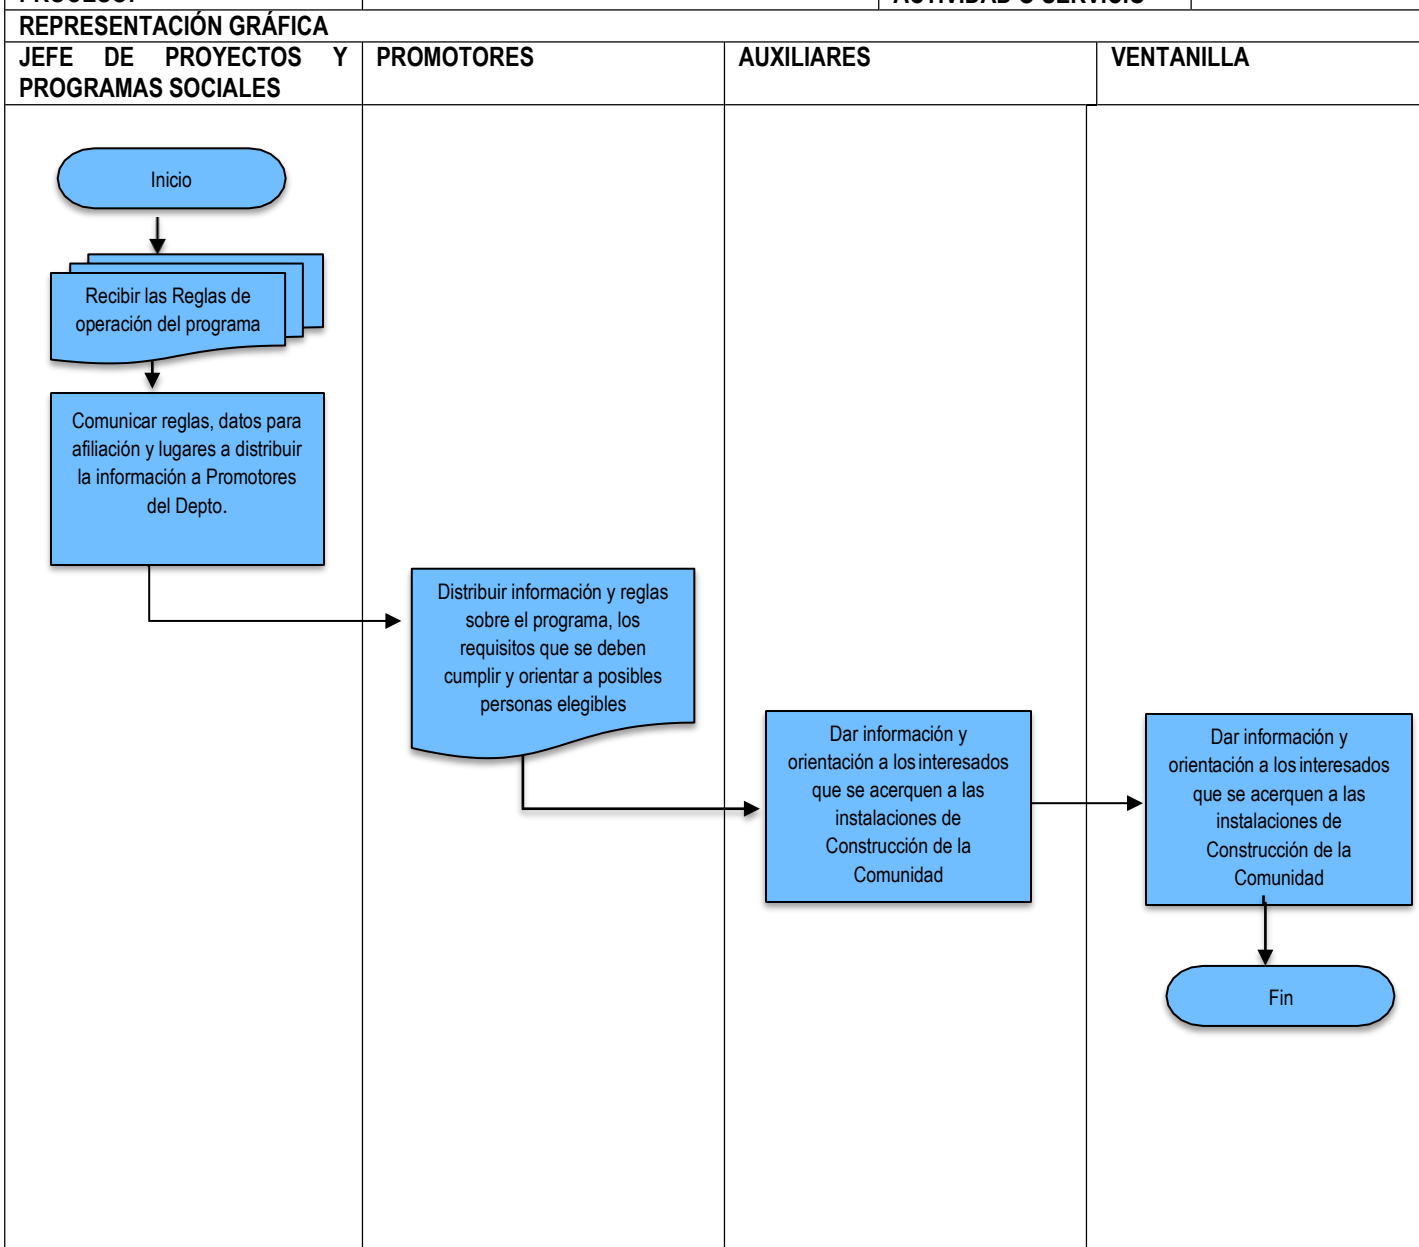 REPRESENTACIÓN GRÁFICA
JEFE DE PROYECTOS Y
PROGRAMAS SOCIALES
PROMOTORES
AUXILIARES
VENTANILLA
Inicio
Recibir las Reglas de
operación del programa
Comunicar reglas, datos para
afiliación y lugares a distribuir
la información a Promotores
del Depto.
Distribuir información y reglas
sobre el programa, los
requisitos que se deben
cumplir y orientar a posibles
personas elegibles
Dar información y
orientación a los interesados
que se acerquen a las
instalaciones de
Construcción de la
Comunidad
Dar información y
orientación a los interesados
que se acerquen a las
instalaciones de
Construcción de la
Comunidad
Fin